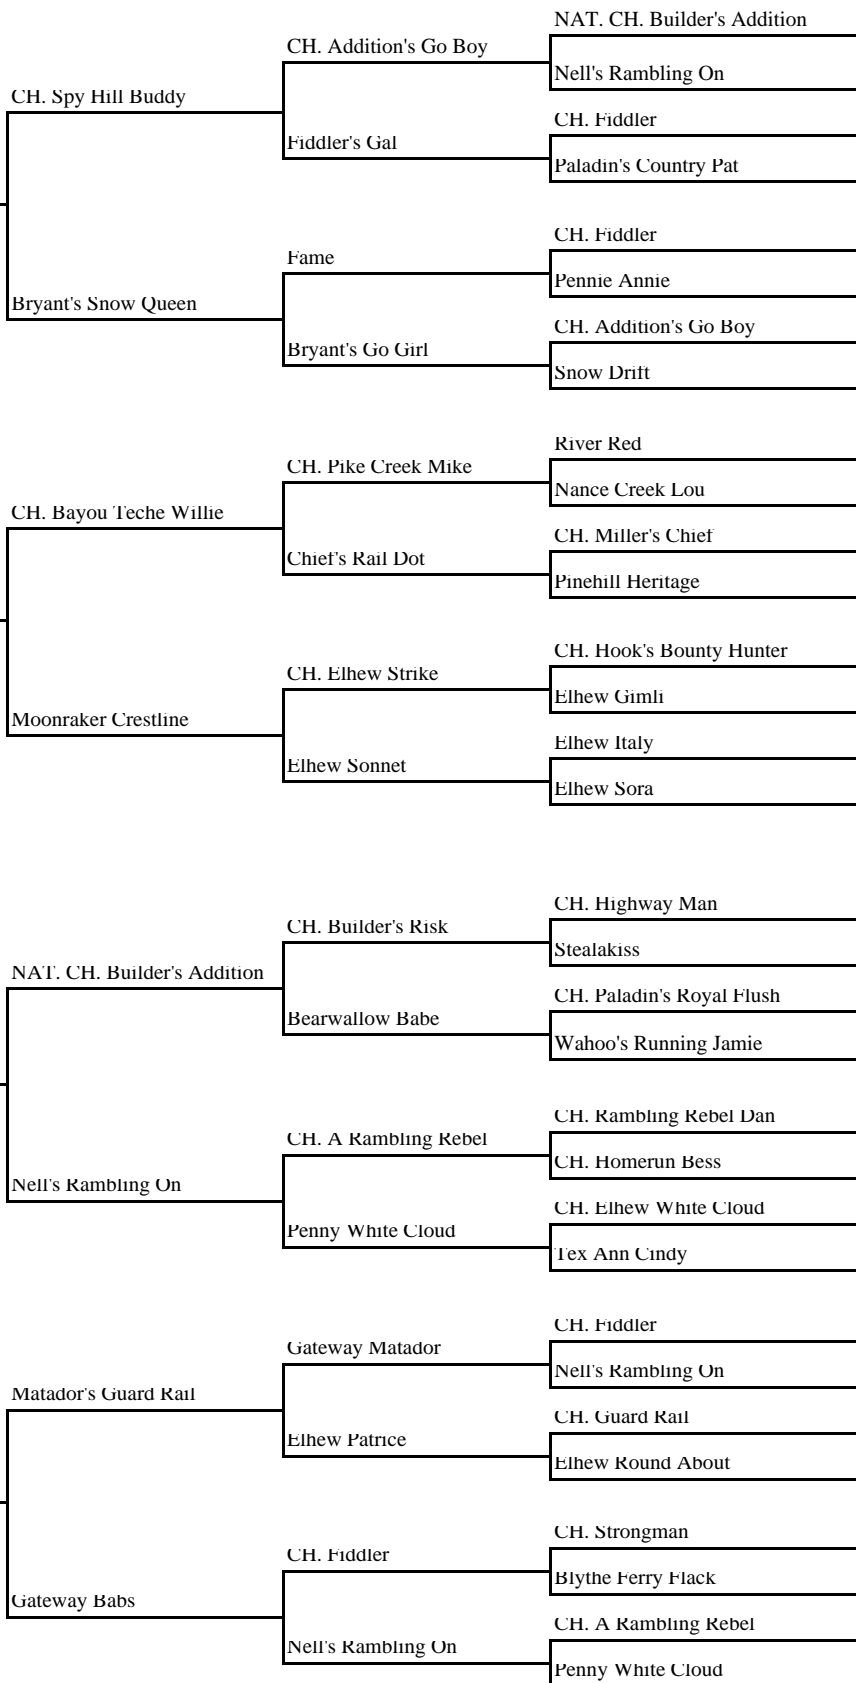 NAT. CH. Builder's Addition
CH. Addition's Go Boy
Nell's Rambling On
CH. Spy Hill Buddy
CH. Fiddler
Fiddler's Gal
Paladin's Country Pat
CH. Fiddler
Fame
Pennie Annie
Bryant's Snow Queen
CH. Addition's Go Boy
Bryant's Go Girl
Snow Drift
River Red
CH. Pike Creek Mike
Nance Creek Lou
CH. Bayou Teche Willie
CH. Miller's Chief
Chief's Rail Dot
Pinehill Heritage
CH. Hook's Bounty Hunter
CH. Elhew Strike
Elhew Gimli
Moonraker Crestline
Elhew Italy
Elhew Sonnet
Elhew Sora
CH. Highway Man
CH. Builder's Risk
Stealakiss
NAT. CH. Builder's Addition
CH. Paladin's Royal Flush
Bearwallow Babe
Wahoo's Running Jamie
CH. Rambling Rebel Dan
CH. A Rambling Rebel
CH. Homerun Bess
Nell's Rambling On
CH. Elhew White Cloud
Penny White Cloud
Tex Ann Cindy
CH. Fiddler
Gateway Matador
Nell's Rambling On
Matador's Guard Rail
CH. Guard Rail
Elhew Patrice
Elhew Round About
CH. Strongman
CH. Fiddler
Blythe Ferry Flack
Gateway Babs
CH. A Rambling Rebel
Nell's Rambling On
Penny White Cloud